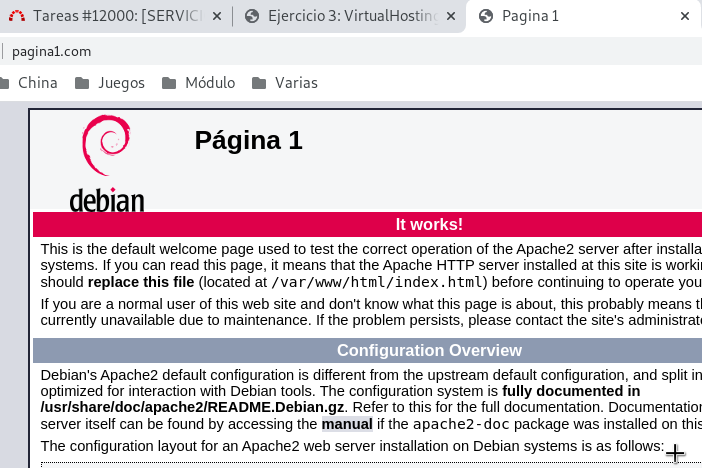 Tareas #12000: [SERVICI
Ejercicio 3: VirtualHosting
Pagina 1
pagina1.com
China Juegos Módulo Varias
Página 1
debian
It works!
This is the default welcome page used to test the correct operation of the Apache2 server after installa
systems. If you can read this page, it means that the Apache HTTP server installed at this site is worki
should replace this file (located at /var/www/html/index.html) before continuing to operate you
If you are a normal user of this web site and don't know what this page is about, this probably means t
currently unavailable due to maintenance. If the problem persists, please contact the site's administrat
Configuration Overview
Debian's Apache2 default configuration is different from the upstream default configuration, and split in
optimized for interaction with Debian tools. The configuration system is fully documented in
/usr/share/doc/apache2/README.Debian.gz. Refer to this for the full documentation. Documentation
server itself can be found by accessing the manual if the apache2-doc package was installed on this
The configuration layout for an Apache2 web server installation on Debian systems is as follows: